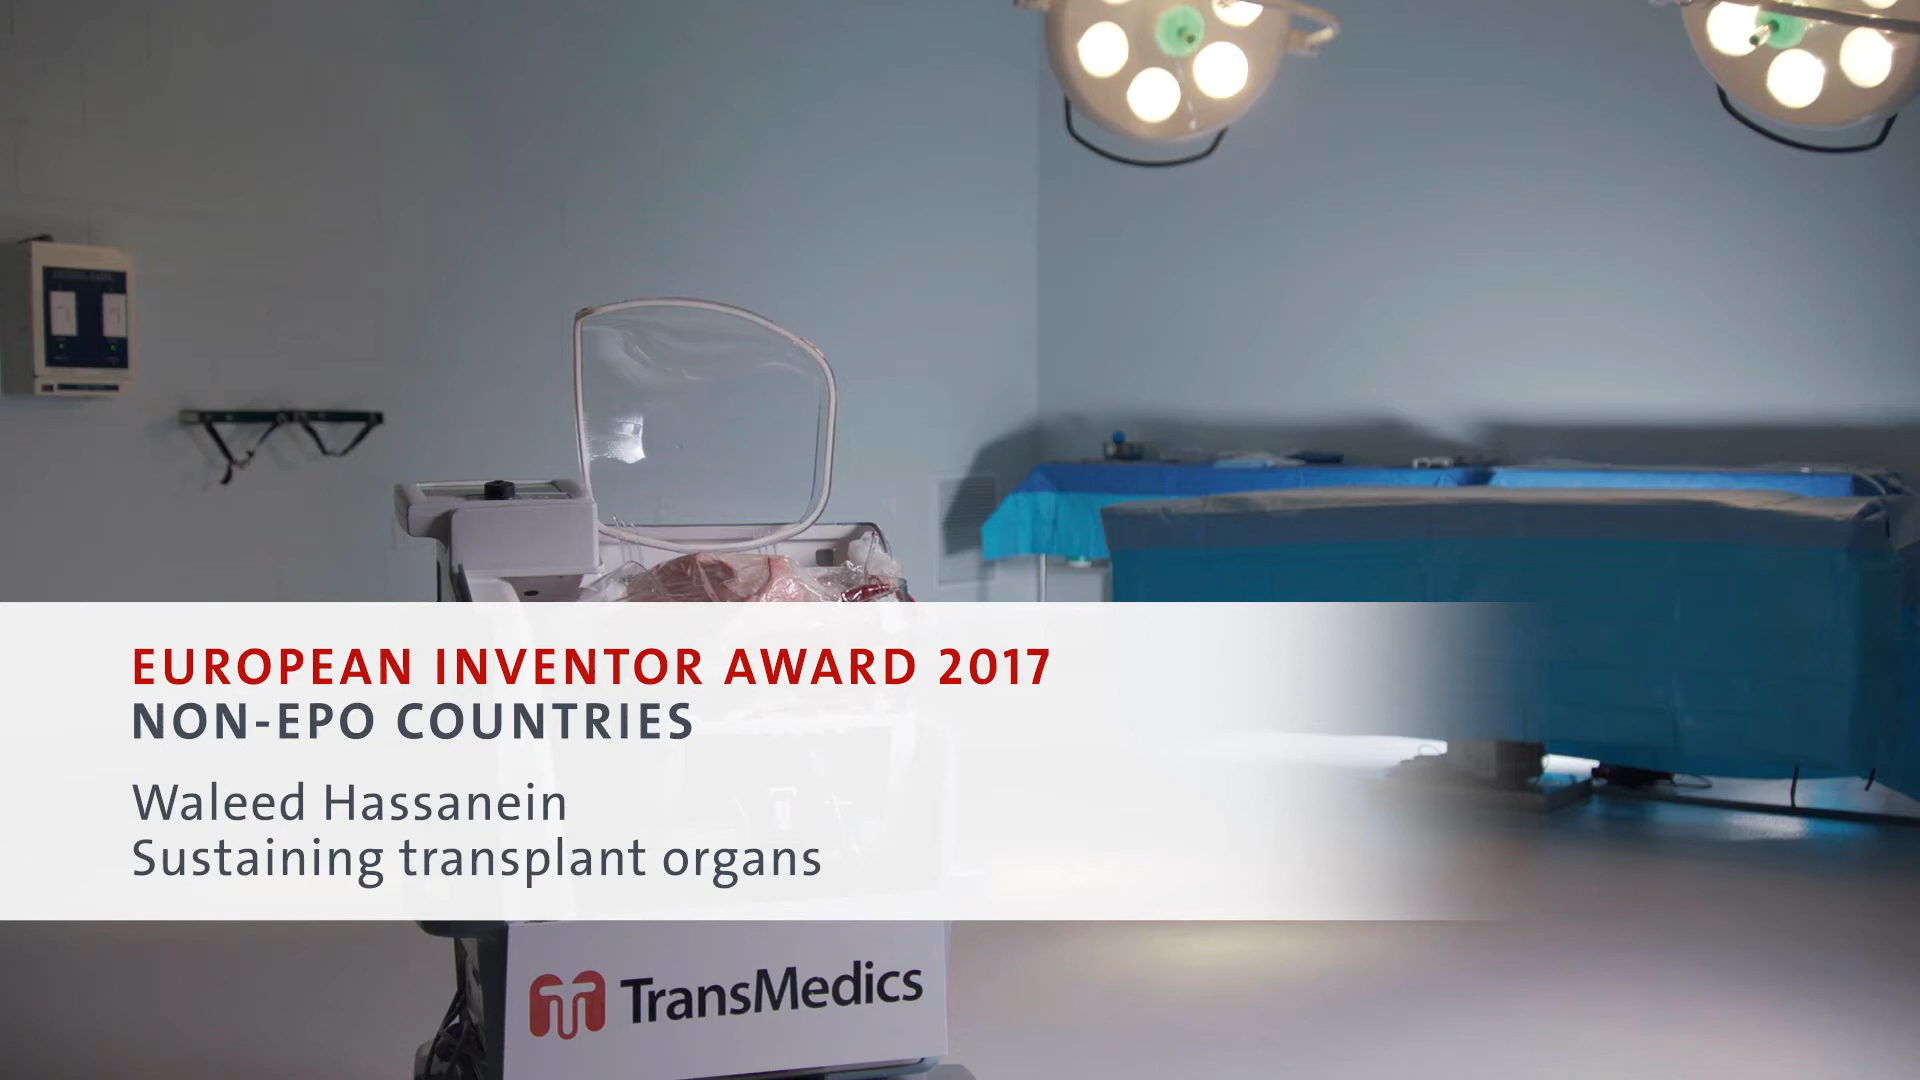 EUROPEAN INVENTOR AWARD 2017
NON-EPO COUNTRIES
Waleed Hassanein
Sustaining transplant organs
TransMedics